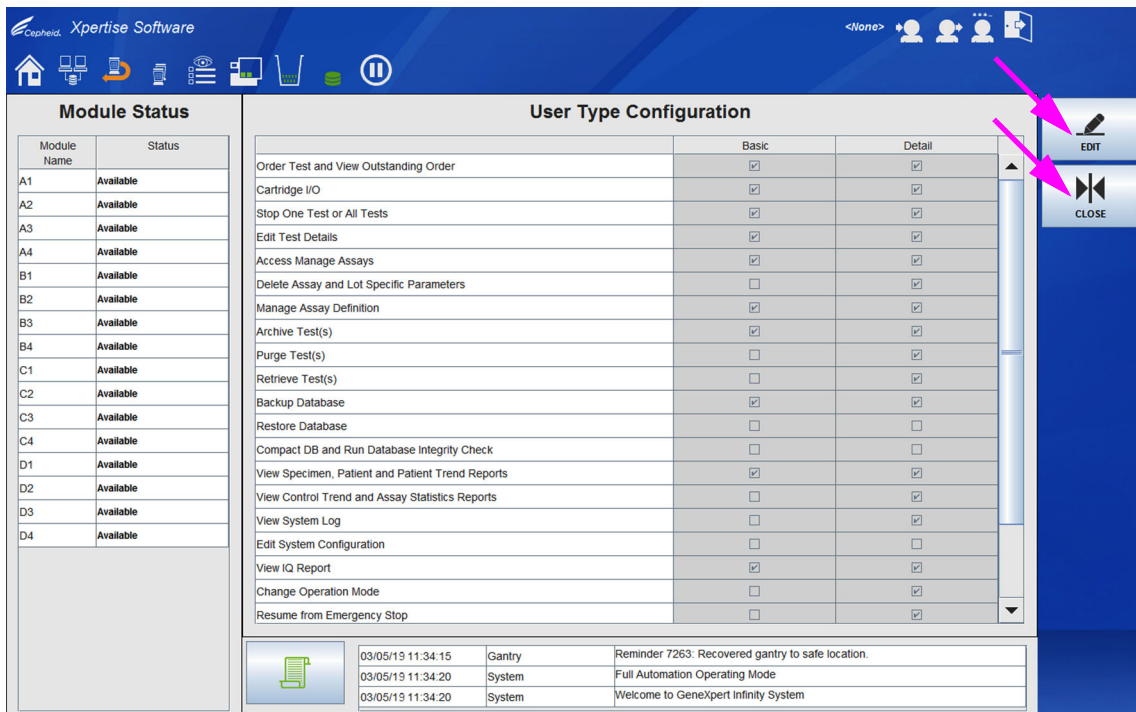 Cepheid. Xpertise Software
<None>
Module Status
Module Name Status
A1 Available
A2 Available
A3 Available
A4 Available
B1 Available
B2 Available
B3 Available
B4 Available
C1 Available
C2 Available
C3 Available
C4 Available
D1 Available
D2 Available
D3 Available
D4 Available
User Type Configuration
Basic Detail
Order Test and View Outstanding Order
Cartridge I/O
Stop One Test or All Tests
Edit Test Details
Access Manage Assays
Delete Assay and Lot Specific Parameters
Manage Assay Definition
Archive Test(s)
Purge Test(s)
Retrieve Test(s)
Backup Database
Restore Database
Compact DB and Run Database Integrity Check
View Specimen, Patient and Patient Trend Reports
View Control Trend and Assay Statistics Reports
View System Log
Edit System Configuration
View IQ Report
Change Operation Mode
Resume from Emergency Stop
EDIT
CLOSE
03/05/19 11:34:15 Gantry Reminder 7263: Recovered gantry to safe location.
03/05/19 11:34:20 System Full Automation Operating Mode
03/05/19 11:34:20 System Welcome to GeneXpert Infinity System